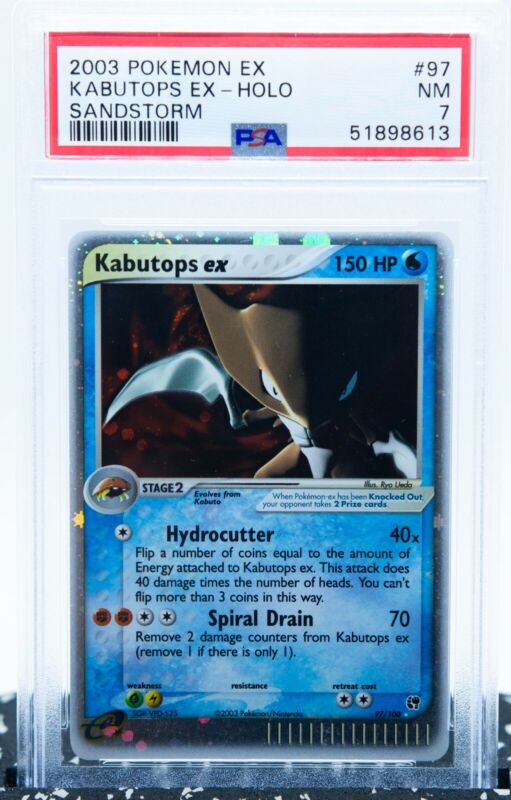 2003 POKEMON EX #97
KABUTOPS EX – HOLO NM
SANDSTORM 7
PSA 51898613
Kabutops ex 150 HP
Illus. Ryo Ueda
STAGE2 Evolves from
Kabuto
When Pokémon-ex has been Knocked Out,
your opponent takes 2 Prize cards.
Hydrocutter 40x
Flip a number of coins equal to the amount of
Energy attached to Kabutops ex. This attack does
40 damage times the number of heads. You can't
flip more than 3 coins in this way.
Spiral Drain 70
Remove 2 damage counters from Kabutops ex
(remove 1 if there is only 1).
weakness resistance retreat cost
©2003 Pokémon/Nintendo 97/100